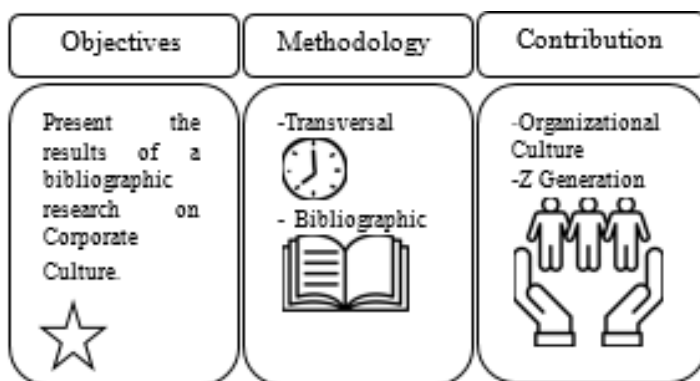 Objectives
Present the
results of a
bibliographic
research on
Corporate
Culture.
Methodology
-Transversal
- Bibliographic
Contribution
-Organizational
Culture
-Z Generation